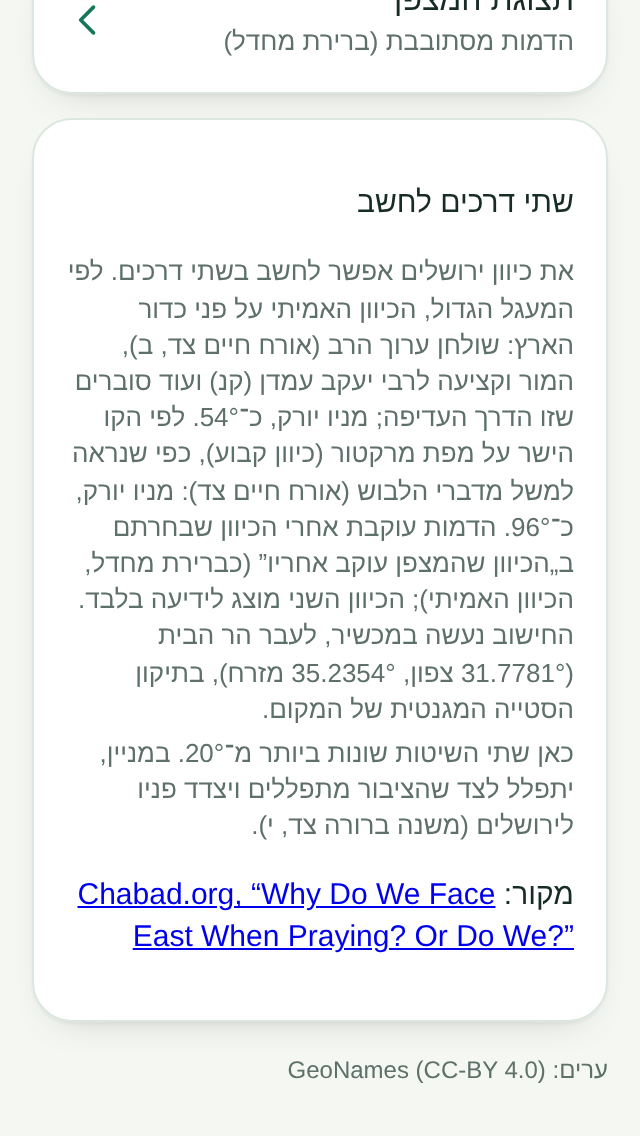 תצוגת המצפן
הדמות מסתובבת (ברירת מחדל)
שתי דרכים לחשב
את כיוון ירושלים אפשר לחשב בשתי דרכים. לפי
המעגל הגדול, הכיוון האמיתי על פני כדור
הארץ: שולחן ערוך הרב (אורח חיים צד, ב),
המור וקציעה לרבי יעקב עמדן (קנ) ועוד סוברים
שזו הדרך העדיפה; מניו יורק, כ־54°. לפי הקו
הישר על מפת מרקטור (כיוון קבוע), כפי שנראה
למשל מדברי הלבוש (אורח חיים צד): מניו יורק,
כ־96°. הדמות עוקבת אחרי הכיוון שבחרתם
ב„הכיוון שהמצפן עוקב אחריו” (כברירת מחדל,
הכיוון האמיתי); הכיוון השני מוצג לידיעה בלבד.
החישוב נעשה במכשיר, לעבר הר הבית
(31.7781° צפון, 35.2354° מזרח), בתיקון
הסטייה המגנטית של המקום.
כאן שתי השיטות שונות ביותר מ־20°. במניין,
יתפלל לצד שהציבור מתפללים ויצדד פניו
לירושלים (משנה ברורה צד, י).
מקור: Chabad.org, “Why Do We Face
East When Praying? Or Do We?”
ערים: GeoNames (CC-BY 4.0)